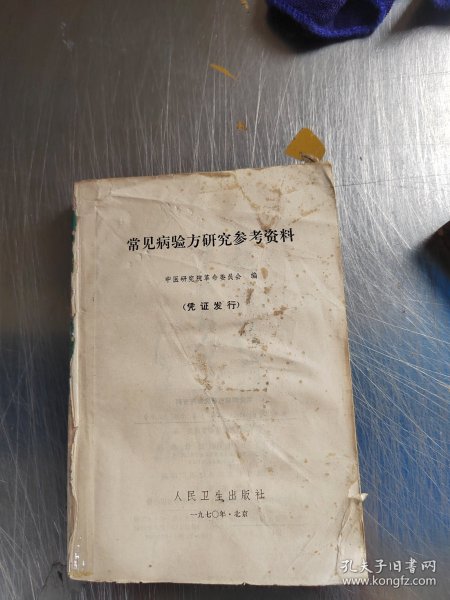 常见病验方研究参考资料
中医研究院革命委员会 编
(凭证发行)
人民卫生出版社
一九七〇年·北京
孔夫子旧书网
www.kongfz.com